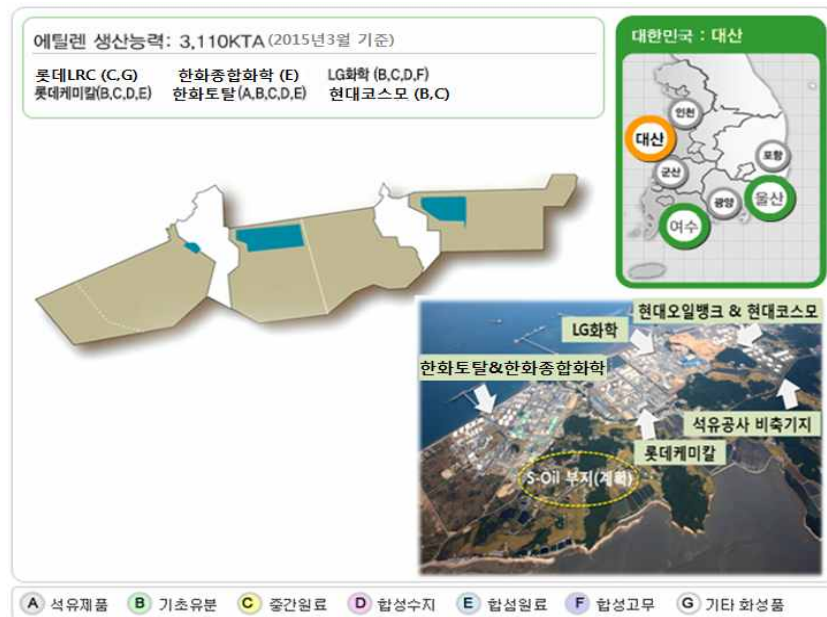 에틸렌 생산능력: 3,110KTA (2015년3월 기준)
롯데LRC (C,G) 한화종합화학 (E) LG화학 (B,C,D,F)
롯데케미칼(B,C,D,E) 한화토탈(A,B,C,D,E) 현대코스모 (B,C)
대한민국 : 대산
인천
대산
군산
포항
광양
울산
여수
현대오일뱅크 & 현대코스모
LG화학
한화토탈&한화종합화학
석유공사 비축기지
롯데케미칼
S-Oil 부지(계획)
A 석유제품 B 기초유분 C 중간원료 D 합성수지 E 합섬원료 F 합성고무 G 기타 화성품